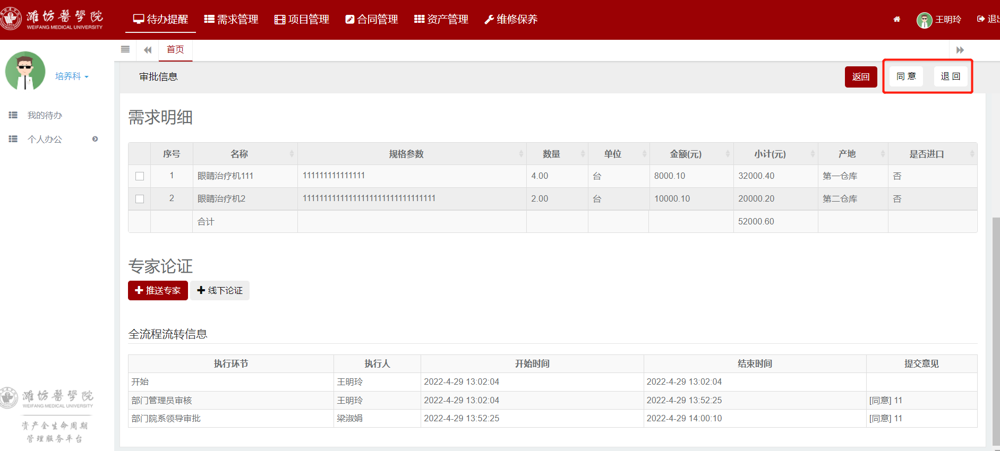 濰坊醫學院
WEIFANG MEDICAL UNIVERSITY
待办提醒 需求管理 项目管理 合同管理 资产管理 维修保养 王明玲 退出
首页
培养科
审批信息 返回 同 意 退 回
我的待办
个人办公
需求明细
序号 名称 规格参数 数量 单位 金额(元) 小计(元) 产地 是否进口
1 眼睛治疗机111 111111111111111 4.00 台 8000.10 32000.40 第一仓库 否
2 眼睛治疗机2 11111111111111111111111111111111 2.00 台 10000.10 20000.20 第二仓库 否
合计 52000.60
专家论证
推送专家 线下论证
全流程流转信息
执行环节 执行人 开始时间 结束时间 提交意见
开始 王明玲 2022-4-29 13:02:04 2022-4-29 13:02:04
部门管理员审核 王明玲 2022-4-29 13:02:04 2022-4-29 13:52:25 [同意] 11
部门院系领导审批 梁淑娟 2022-4-29 13:52:25 2022-4-29 14:00:10 [同意] 11
濰坊醫學院
WEIFANG MEDICAL UNIVERSITY
资产全生命周期
管理服务平台